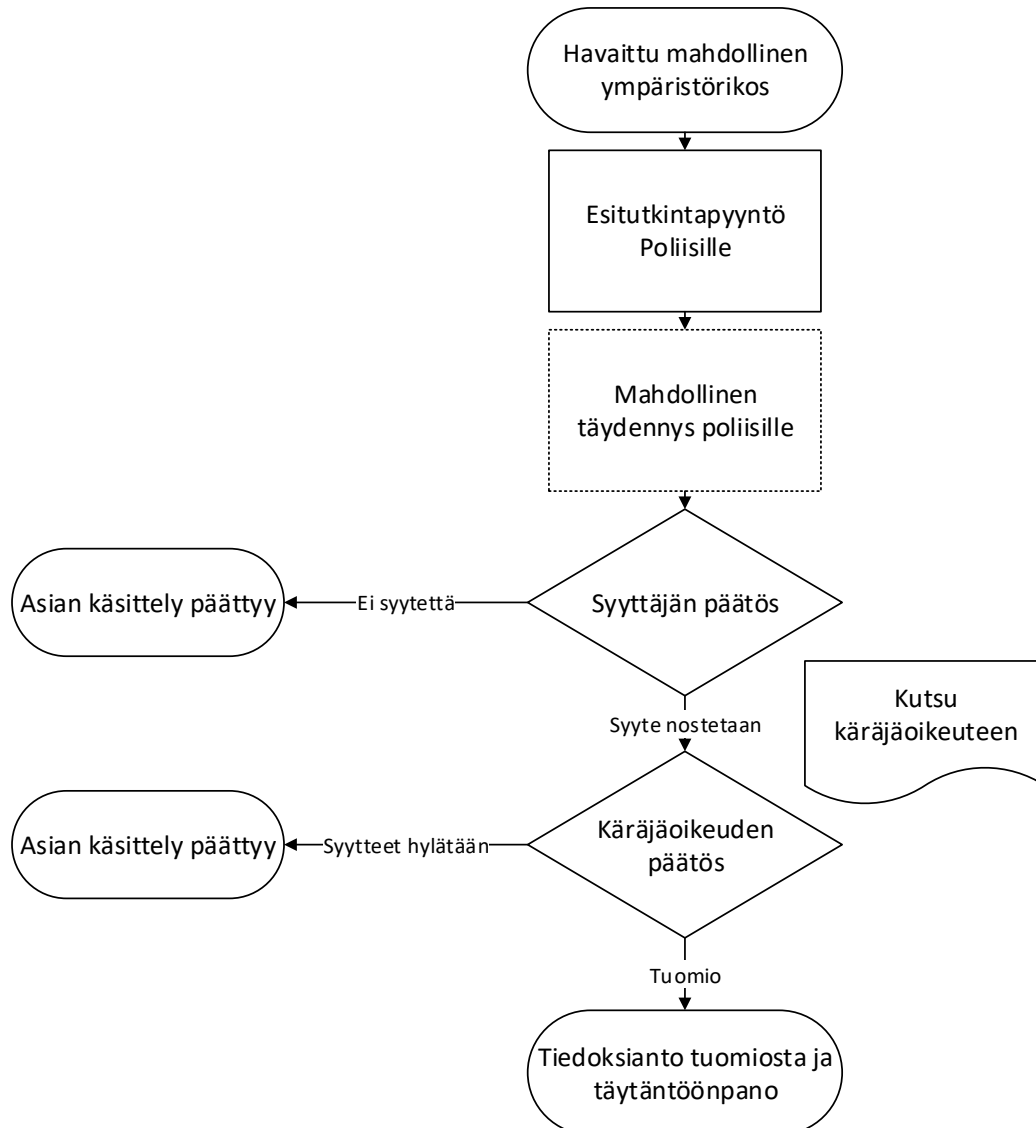 Havaittu mahdollinen
ympäristörikos
Esitutkintapyyntö
Poliisille
Mahdollinen
täydennys poliisille
Asian käsittely päättyy
Ei syytettä
Syyttäjän päätös
Syyte nostetaan
Kutsu
käräjäoikeuteen
Asian käsittely päättyy
Syytteet hylätään
Käräjäoikeuden
päätös
Tuomio
Tiedoksianto tuomiosta ja
täytäntöönpano